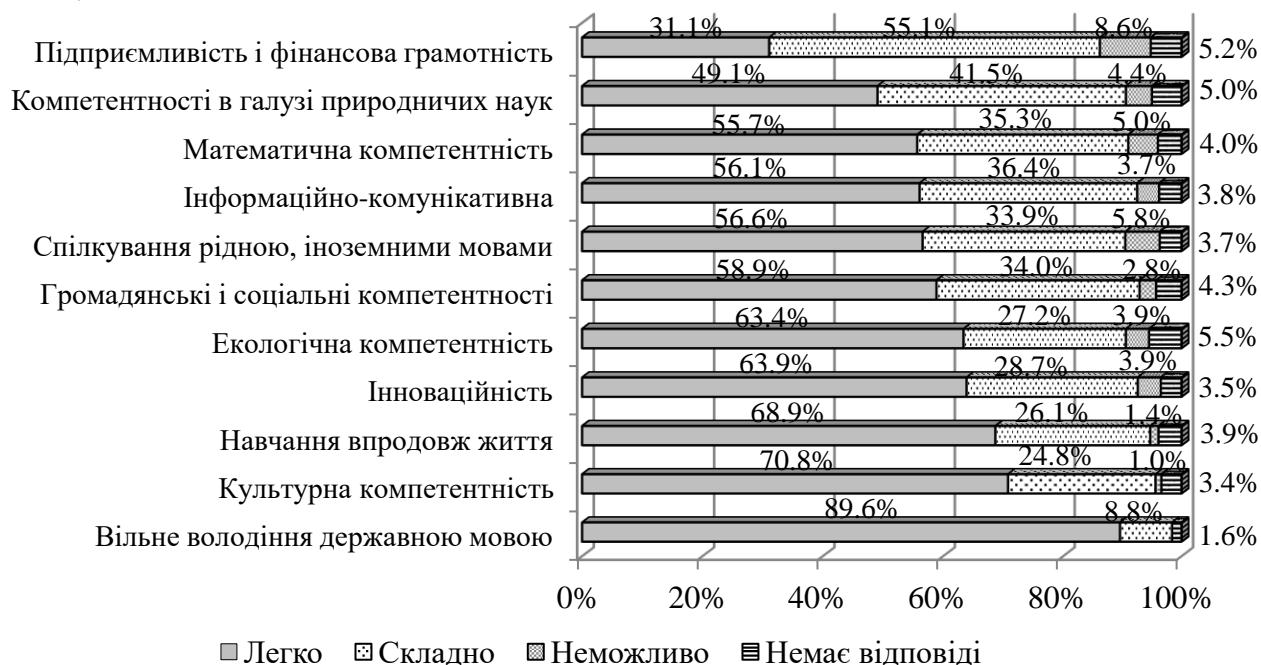 31.1% 55.1% 8.6%
Підприємливість і фінансова грамотність 5.2%
49.1% 41.5% 4.4%
Компетентності в галузі природничих наук 5.0%
55.7% 35.3% 5.0%
Математична компетентність 4.0%
56.1% 36.4% 3.7%
Інформаційно-комунікативна 3.8%
56.6% 33.9% 5.8%
Спілкування рідною, іноземними мовами 3.7%
58.9% 34.0% 2.8%
Громадянські і соціальні компетентності 4.3%
63.4% 27.2% 3.9%
Екологічна компетентність 5.5%
63.9% 28.7% 3.9%
Інноваційність 3.5%
68.9% 26.1% 1.4%
Навчання впродовж життя 3.9%
70.8% 24.8% 1.0%
Культурна компетентність 3.4%
89.6% 8.8%
Вільне володіння державною мовою 1.6%
0% 20% 40% 60% 80% 100%
Легко Складно Неможливо Немає відповіді